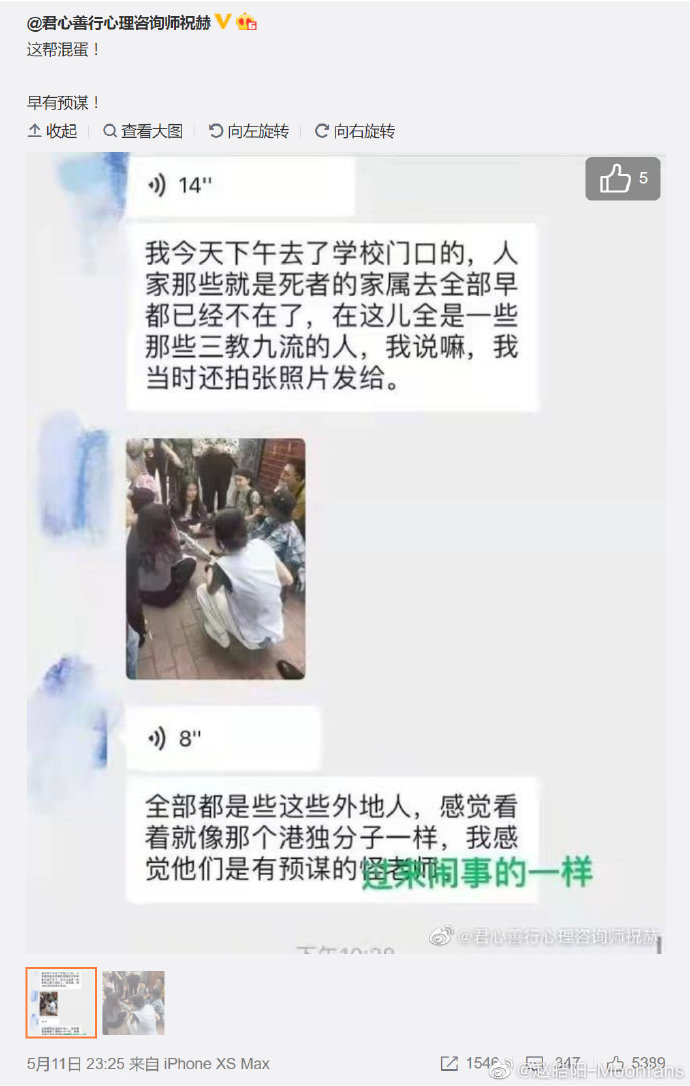 @君心善行心理咨询师祝赫
这帮混蛋！
早有预谋！
收起
查看大图
向左旋转
向右旋转
5
14"
我今天下午去了学校门口的，人
家那些就是死者的家属去全部早
都已经不在了，在这儿全是一些
那些三教九流的人，我说嘛，我
当时还拍张照片发给。
8"
全部都是些这些外地人，感觉看
着就像那个港独分子一样，我感
觉他们是有预谋的怪老师
过来闹事的一样
@君心善行心理咨询师祝赫
5月11日 23:25 来自 iPhone XS Max
1546
347
5389
@赵皓阳-Moonfans